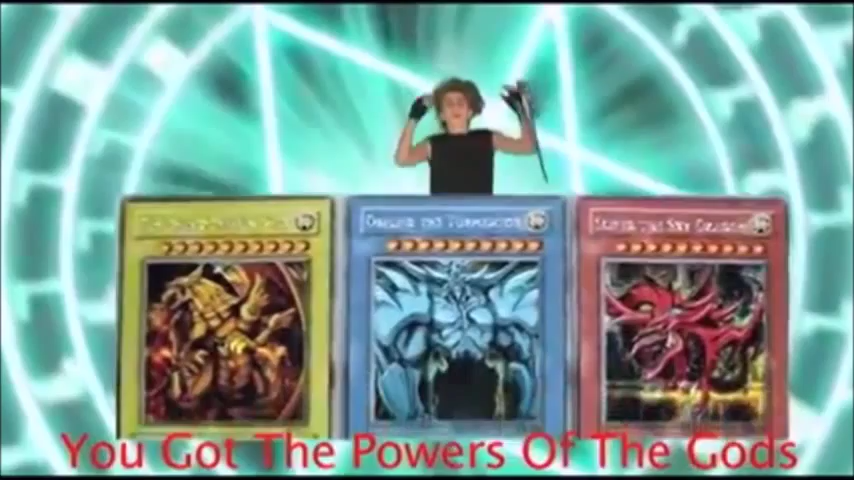 OBELISK THE TORMENTOR
SLIFER THE SKY DRAGON
You Got The Powers Of The Gods